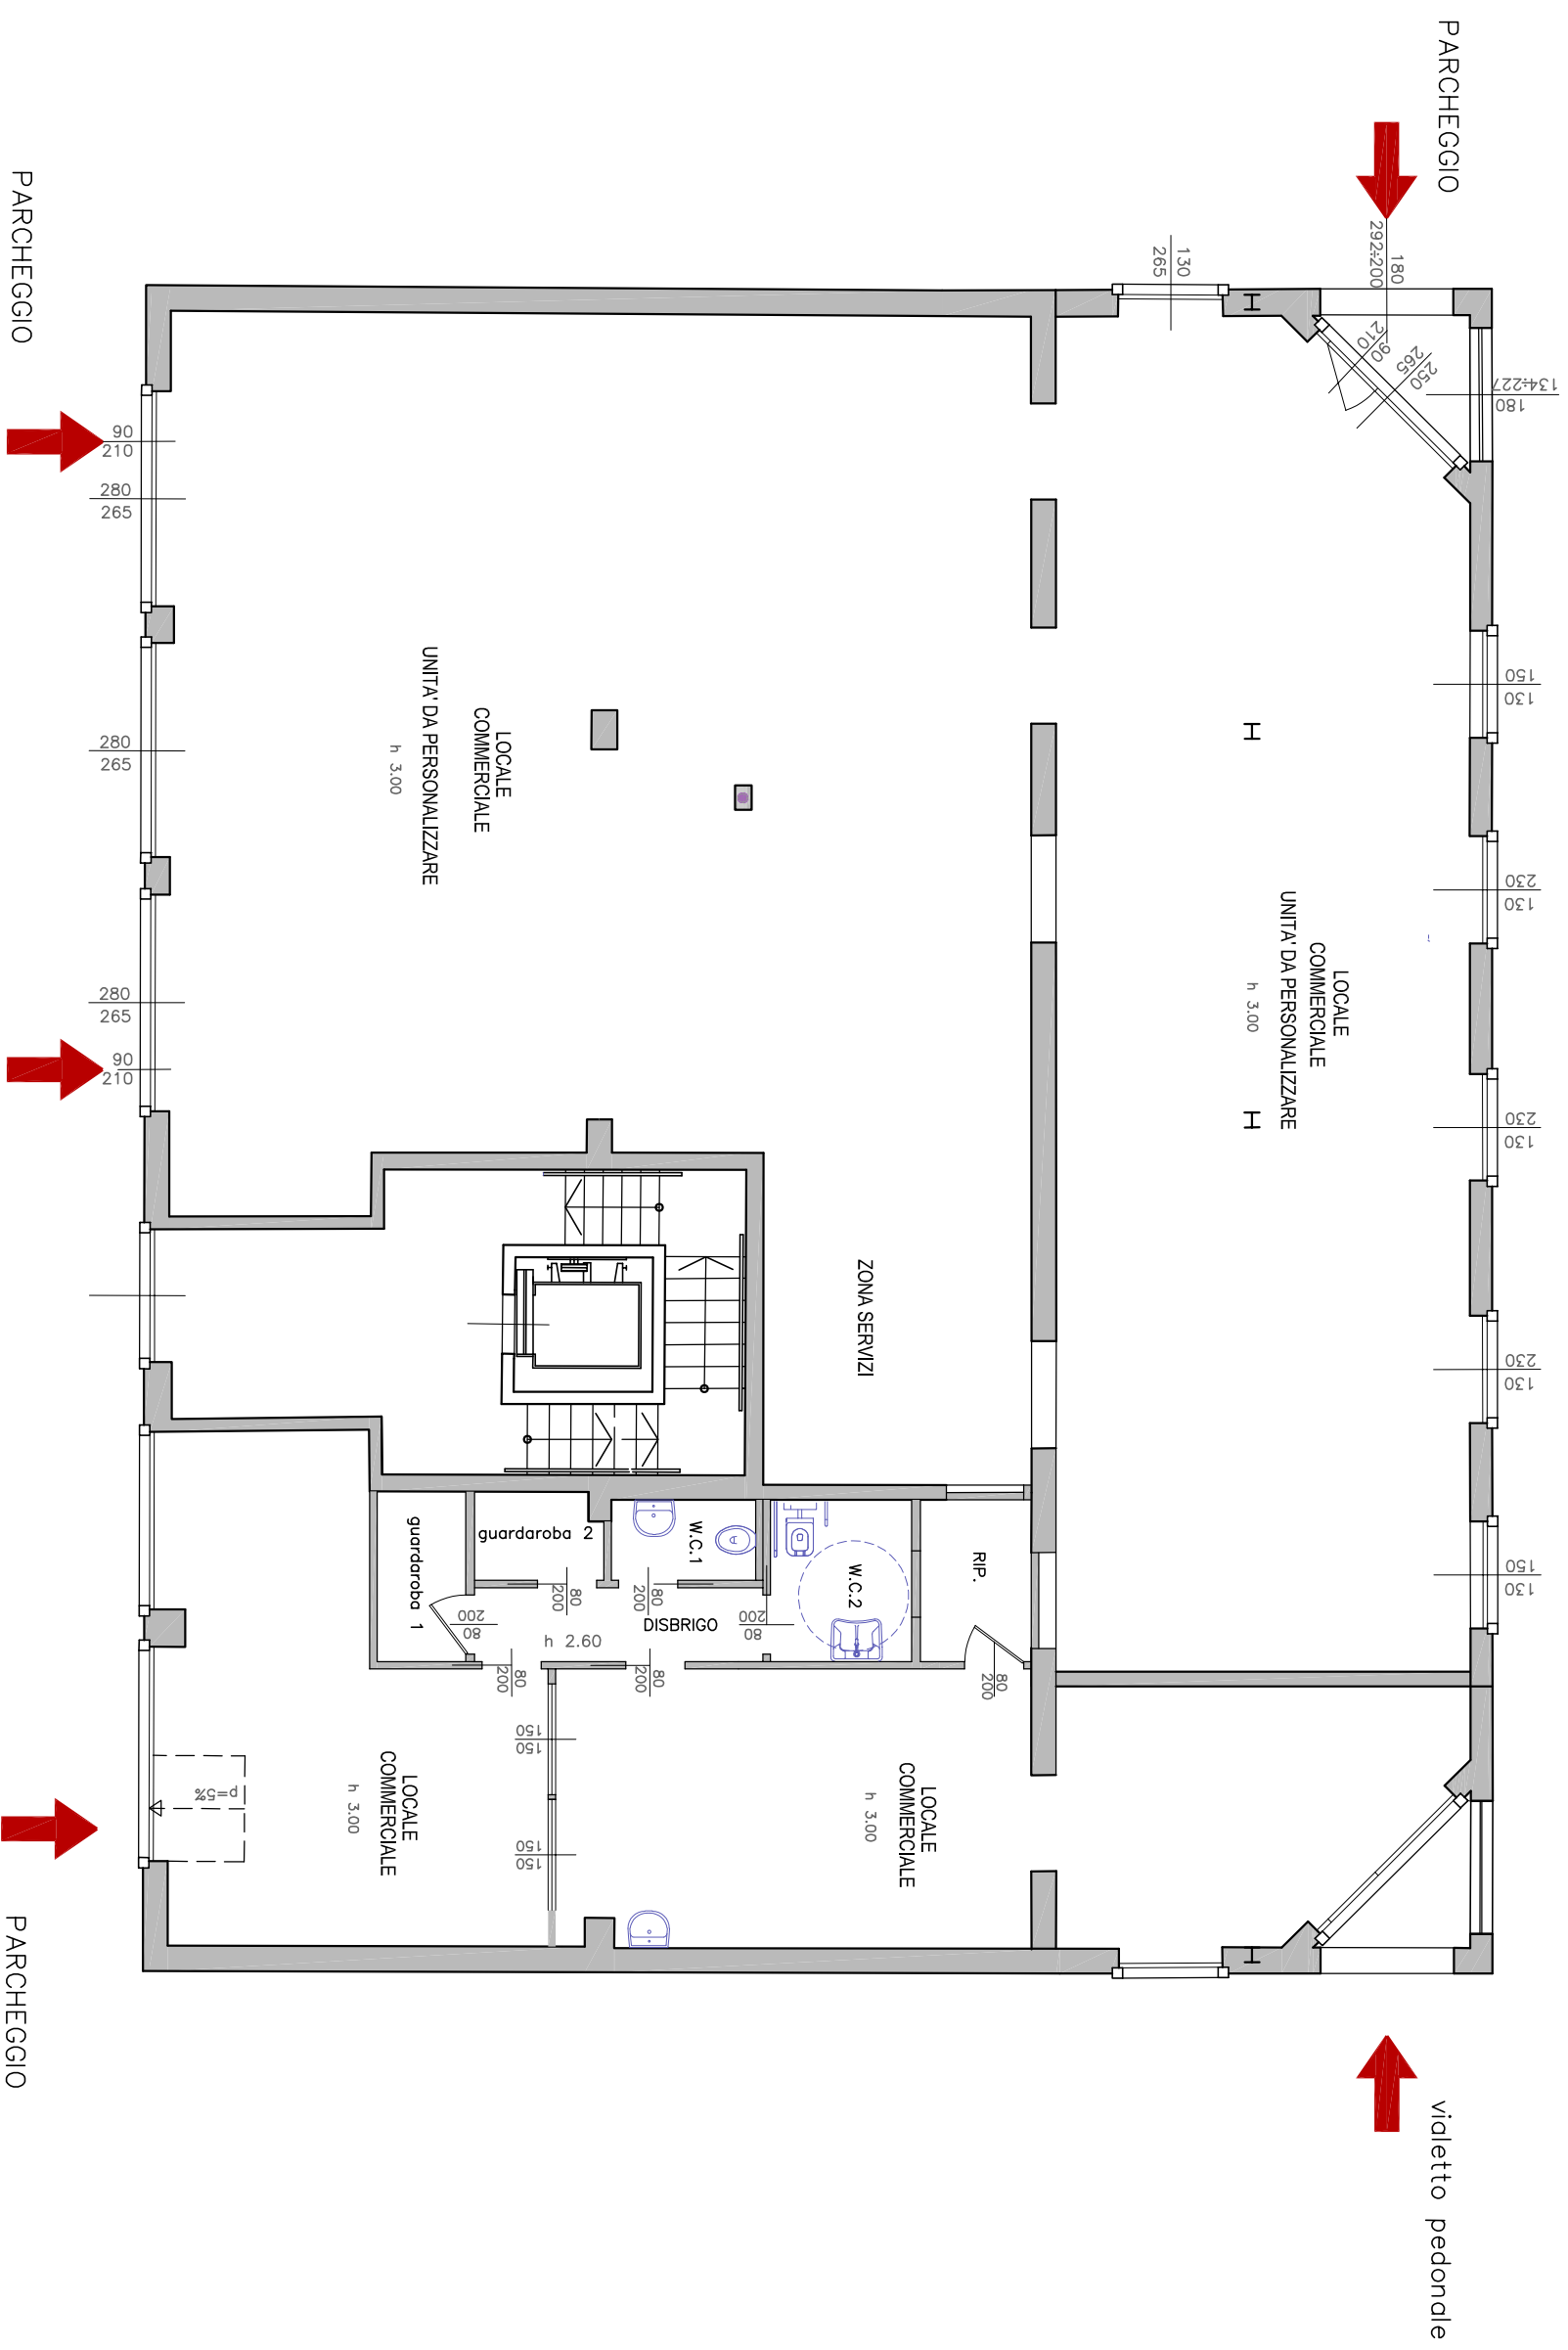 PARCHEGGIO
180
292÷200
90
210
250
265
134÷227
180
130
265
PARCHEGGIO
90
210
280
265
280
265
280
265
90
210
150
130
230
130
230
130
230
130
150
130
LOCALE
COMMERCIALE
UNITA' DA PERSONALIZZARE
h 3.00
LOCALE
COMMERCIALE
UNITA' DA PERSONALIZZARE
h 3.00
ZONA SERVIZI
guardaroba 1
guardaroba 2
W.C.1
W.C.2
RIP.
DISBRIGO
h 2.60
80
200
80
200
80
200
80
200
80
200
80
200
80
200
150
150
150
150
LOCALE
COMMERCIALE
h 3.00
LOCALE
COMMERCIALE
h 3.00
p=5%
PARCHEGGIO
vialetto pedonale